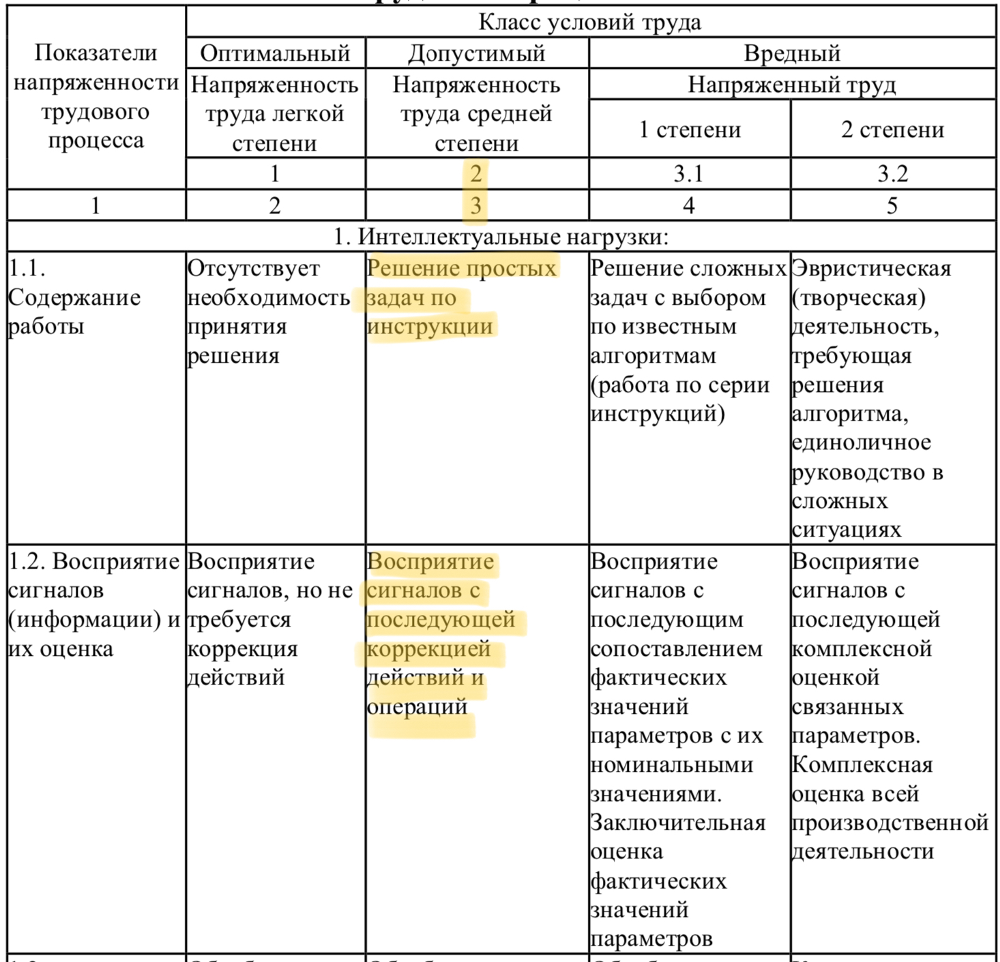 Класс условий труда
Показатели
напряженности
трудового
процесса
Оптимальный
Допустимый
Вредный
Напряженность
труда легкой
степени
Напряженность
труда средней
степени
Напряженный труд
1 степени
2 степени
1
2
3.1
3.2
1
2
3
4
5
1. Интеллектуальные нагрузки:
1.1.
Содержание
работы
Отсутствует
необходимость
принятия
решения
Решение простых
задач по
инструкции
Решение сложных
задач с выбором
по известным
алгоритмам
(работа по серии
инструкций)
Эвристическая
(творческая)
деятельность,
требующая
решения
алгоритма,
единоличное
руководство в
сложных
ситуациях
1.2. Восприятие
сигналов
(информации) и
их оценка
Восприятие
сигналов, но не
требуется
коррекция
действий
Восприятие
сигналов с
последующей
коррекцией
действий и
операций
Восприятие
сигналов с
последующим
сопоставлением
фактических
значений
параметров с их
номинальными
значениями.
Заключительная
оценка
фактических
значений
параметров
Восприятие
сигналов с
последующей
комплексной
оценкой
связанных
параметров.
Комплексная
оценка всей
производственной
деятельности